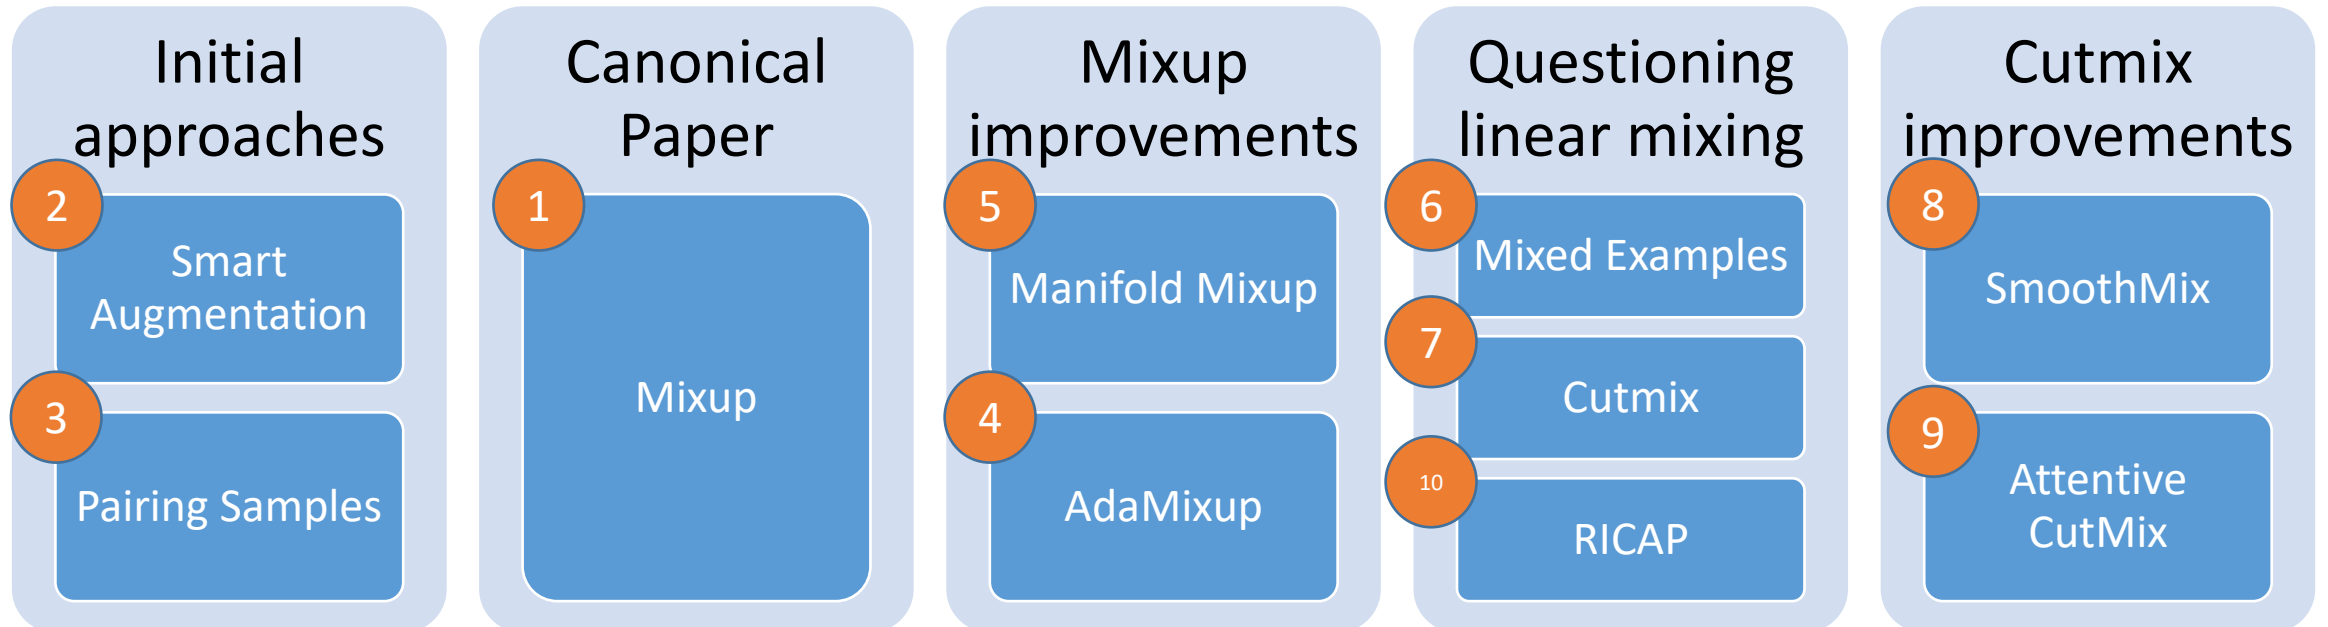 Initial
approaches
2
Smart
Augmentation
3
Pairing Samples
Canonical
Paper
1
Mixup
Mixup
improvements
5
Manifold Mixup
4
AdaMixup
Questioning
linear mixing
6
Mixed Examples
7
Cutmix
10
RICAP
Cutmix
improvements
8
SmoothMix
9
Attentive
CutMix